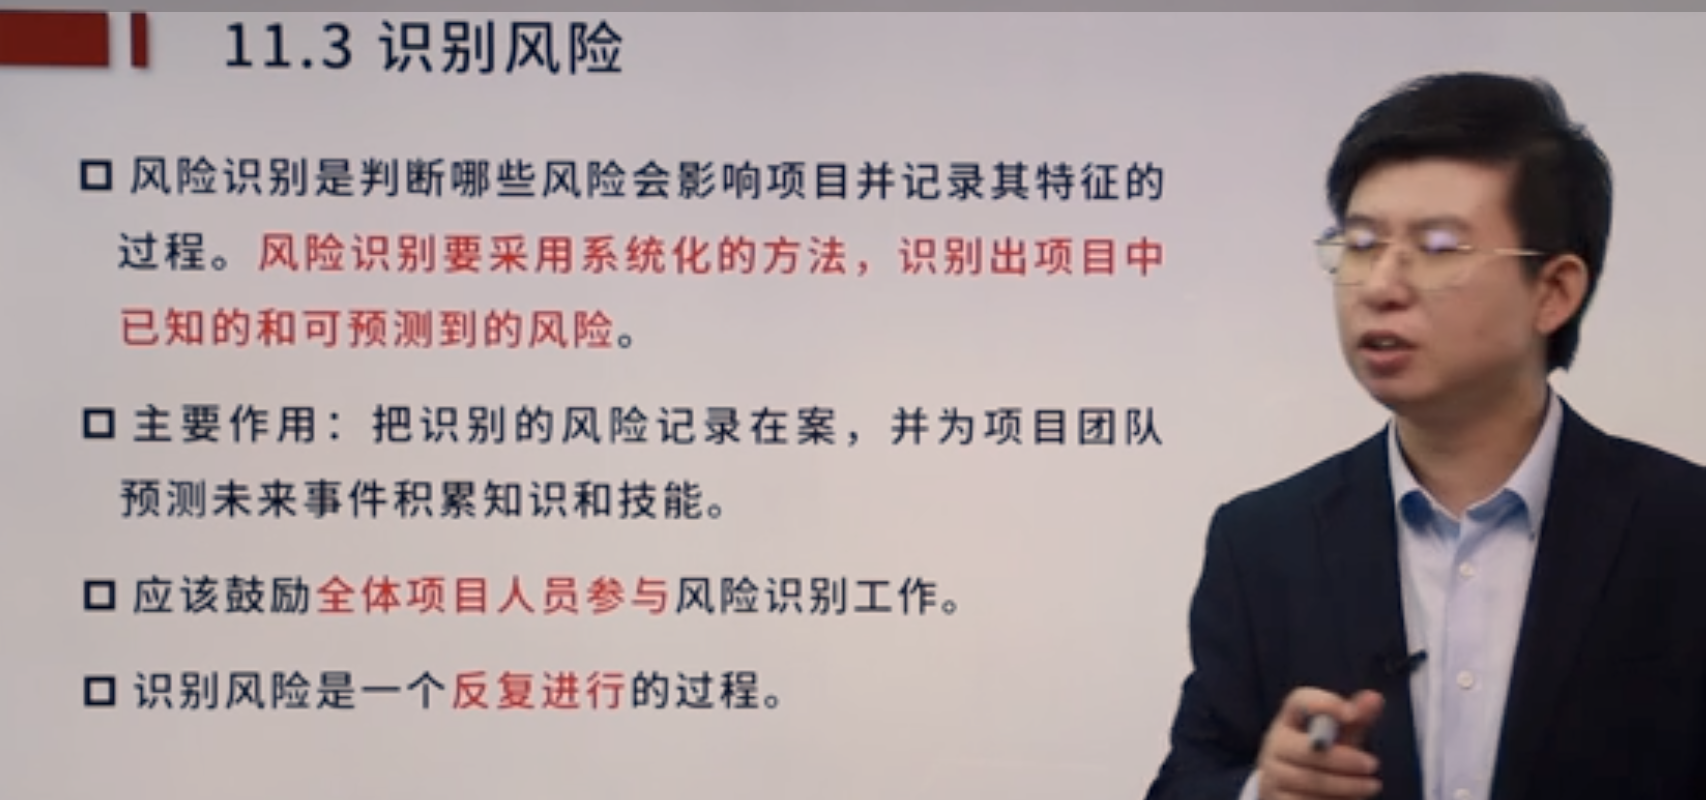 11.3 识别风险
风险识别是判断哪些风险会影响项目并记录其特征的
过程。风险识别要采用系统化的方法，识别出项目中
已知的和可预测到的风险。
主要作用：把识别的风险记录在案，并为项目团队
预测未来事件积累知识和技能。
应该鼓励全体项目人员参与风险识别工作。
识别风险是一个反复进行的过程。